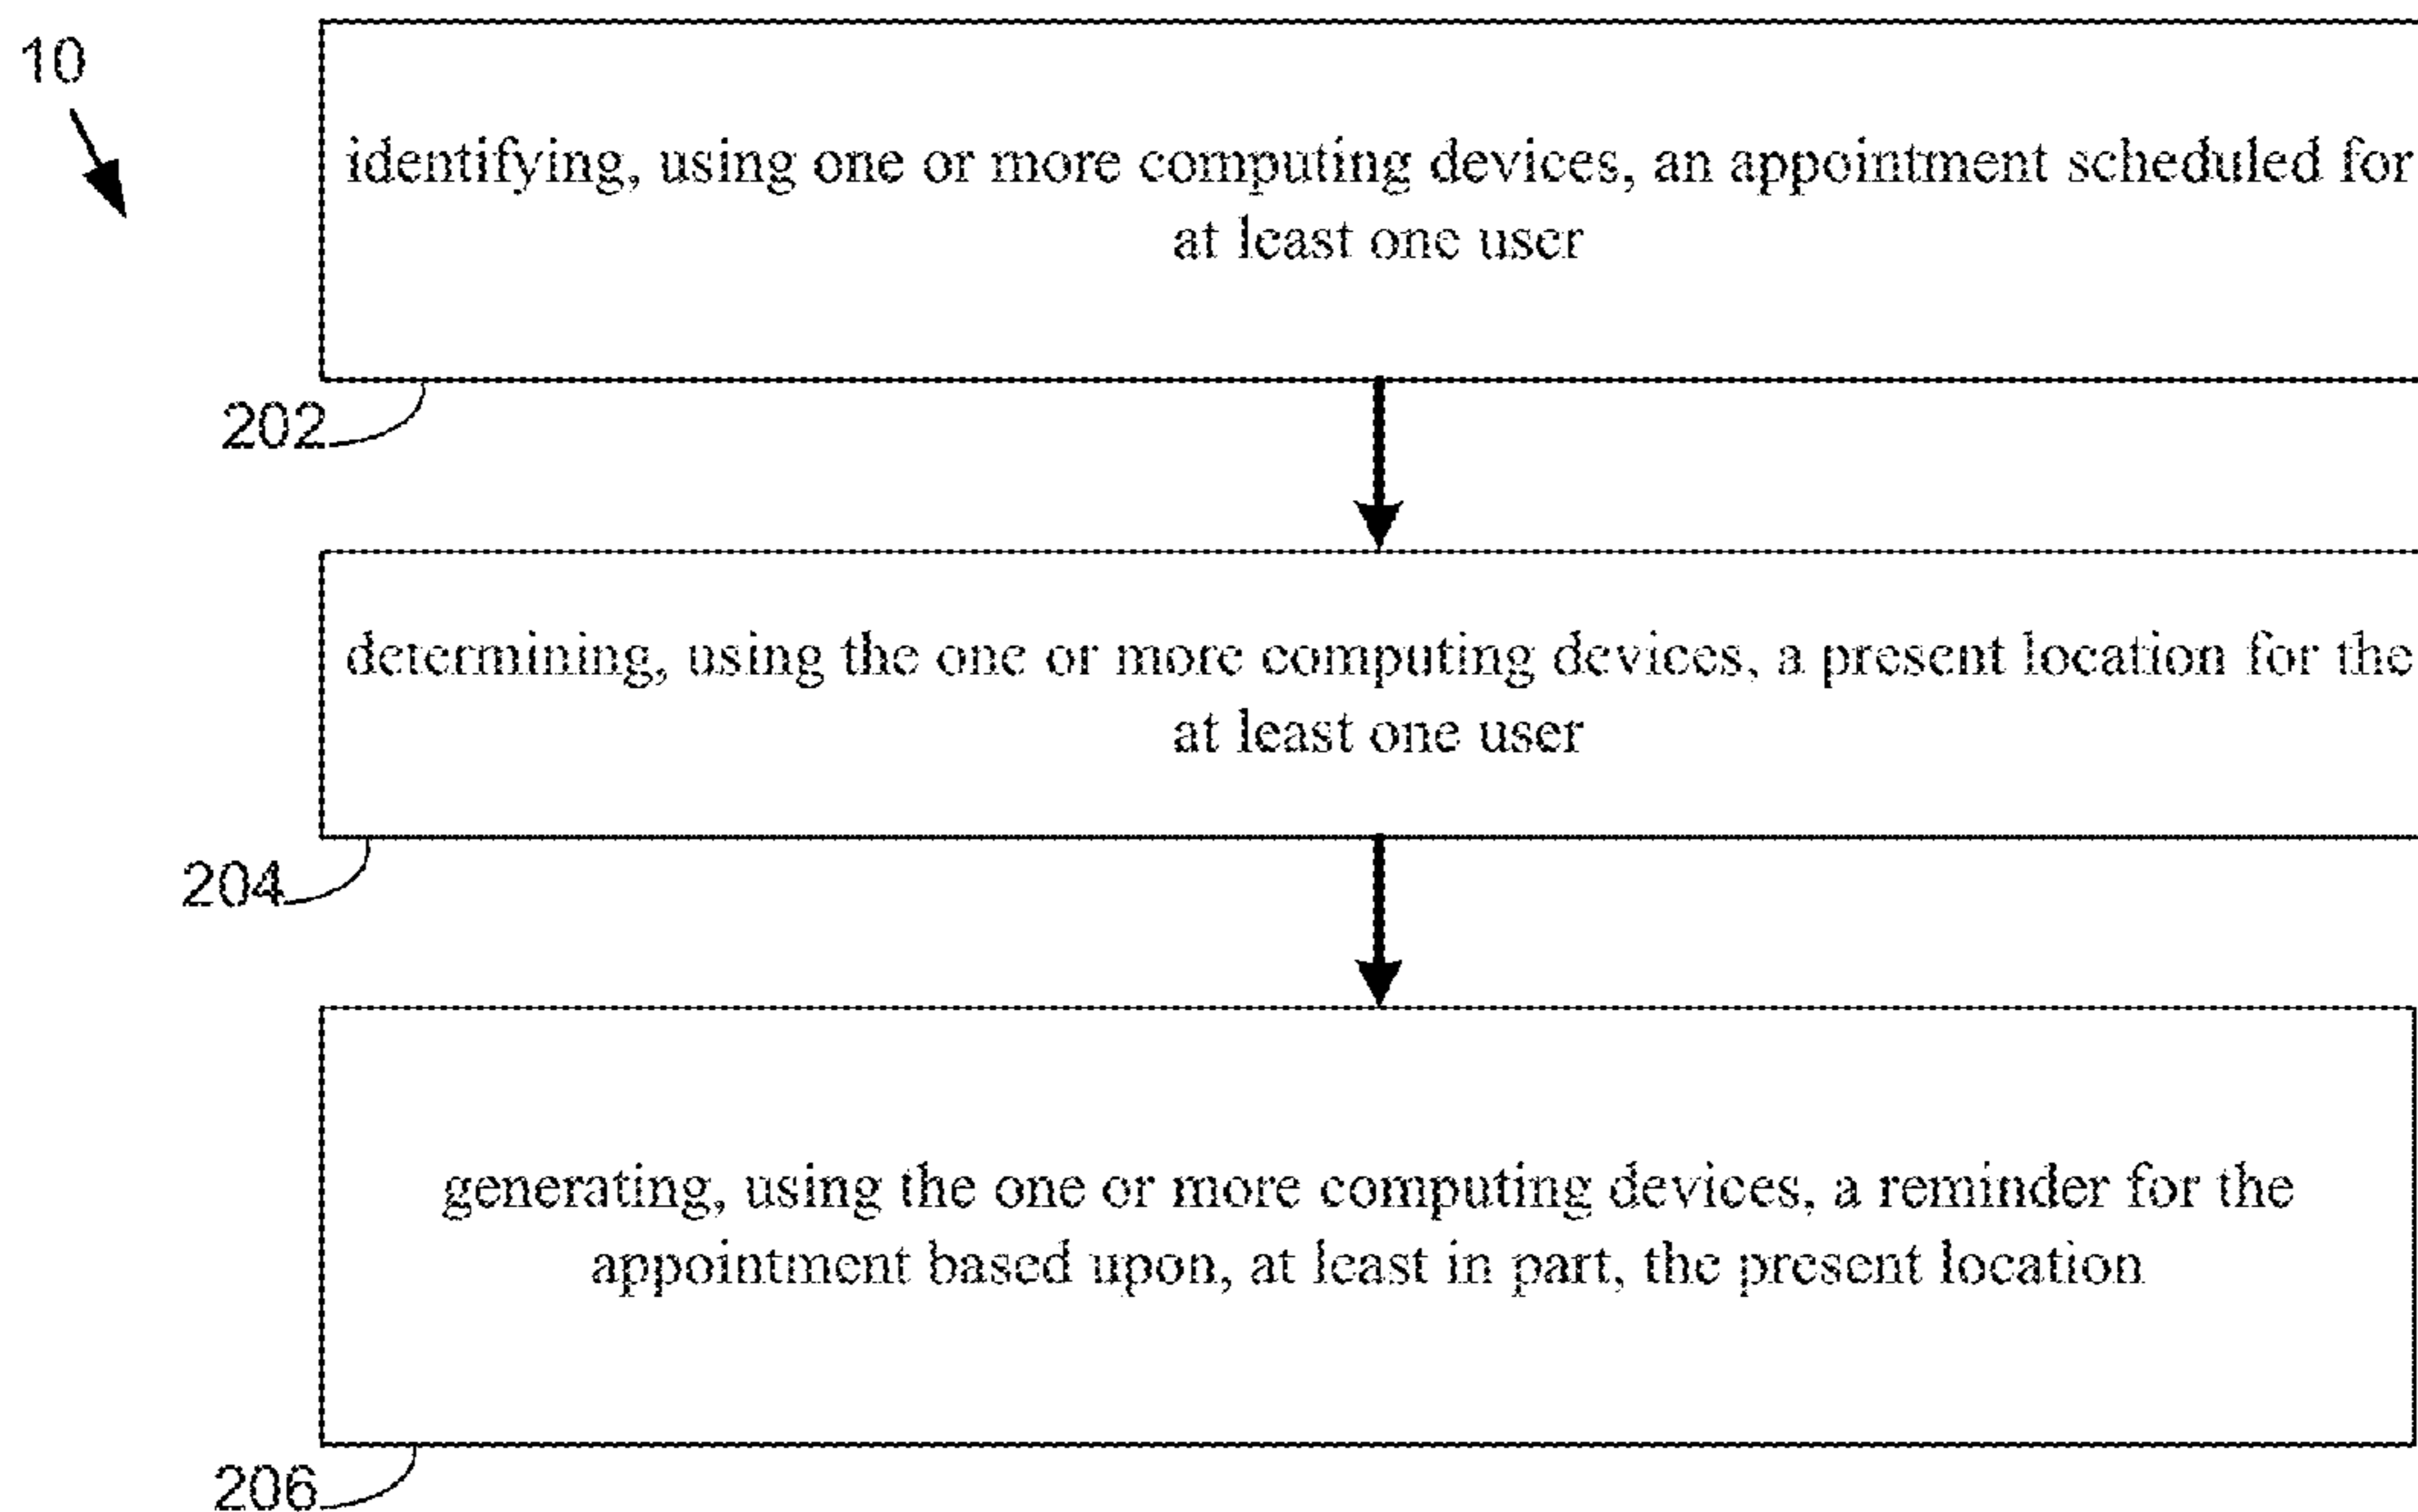 10
identifying, using one or more computing devices, an appointment scheduled for
at least one user
202
determining, using the one or more computing devices, a present location for the
at least one user
204
generating, using the one or more computing devices, a reminder for the
appointment based upon, at least in part, the present location
206